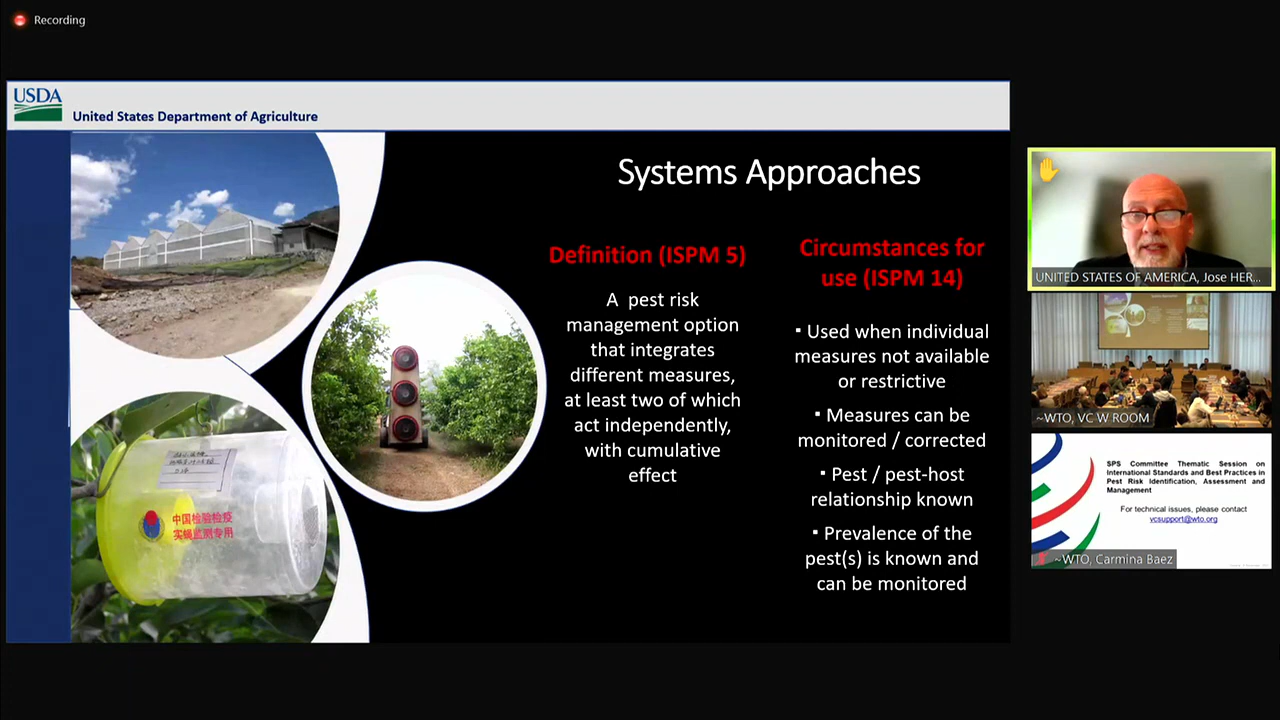 Recording
USDA
United States Department of Agriculture
Systems Approaches
Definition (ISPM 5)
A pest risk
management option
that integrates
different measures,
at least two of which
act independently,
with cumulative
effect
Circumstances for
use (ISPM 14)
▪ Used when individual
measures not available
or restrictive
▪ Measures can be
monitored / corrected
▪ Pest / pest-host
relationship known
▪ Prevalence of the
pest(s) is known and
can be monitored
中国检验检疫
实蝇监测专用
UNITED STATES OF AMERICA, Jose HER...
~WTO, VC W ROOM
SPS Committee Thematic Session on
International Standards and Best Practices in
Pest Risk Identification, Assessment and
Management
For technical issues, please contact
vcsupport@wto.org
~WTO, Carmina Baez